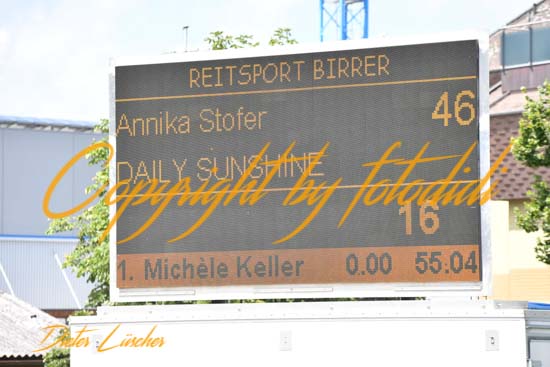 REITSPORT BIRRER
Annika Stofer 46
DAILY SUNSHINE
Copyright by fotodidi
16
1. Michèle Keller 0.00 55.04
Dieter Lüscher